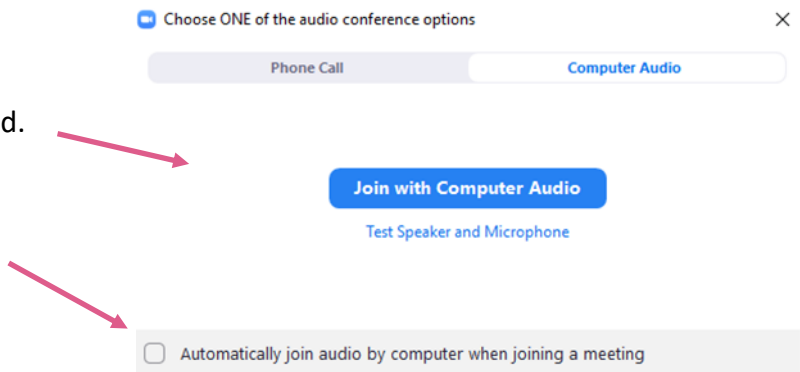 Choose ONE of the audio conference options
Phone Call
Computer Audio
d.
Join with Computer Audio
Test Speaker and Microphone
Automatically join audio by computer when joining a meeting